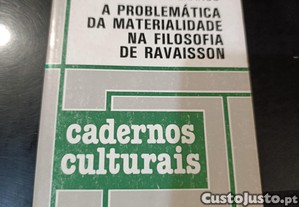 A PROBLEMÁTICA
DA MATERIALIDADE
NA FILOSOFIA
DE RAVAISSON
cadernos
culturais
CustoJusto.pt